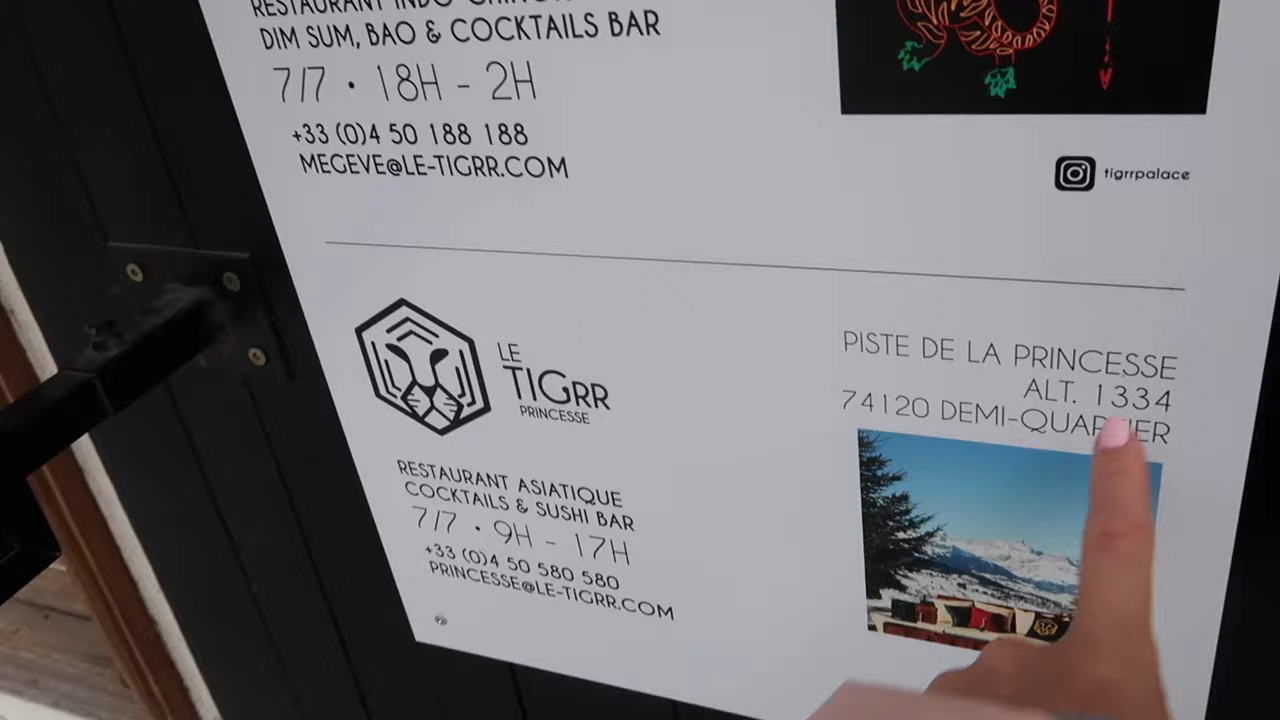 RESTAURANT
DIM SUM, BAO & COCKTAILS BAR
7/7 • 18H - 2H
+33 (0)4 50 188 188
MEGEVE@LE-TIGRR.COM
tigrrpalace
LE
TIGRR
PRINCESSE
RESTAURANT ASIATIQUE
COCKTAILS & SUSHI BAR
7/7 • 9H - 17H
+33 (0)4 50 580 580
PRINCESSE@LE-TIGRR.COM
PISTE DE LA PRINCESSE
ALT. 1334
74120 DEMI-QUARTIER